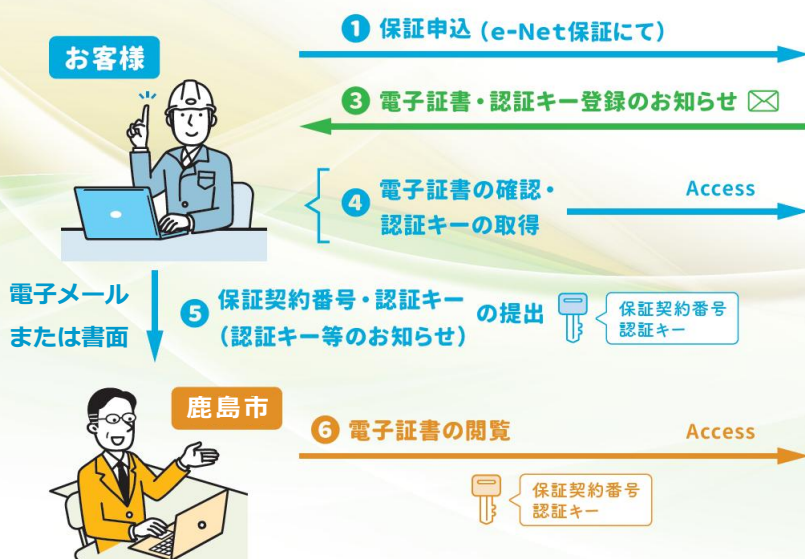 お客様
❶ 保証申込（e-Net保証にて）
❸ 電子証書・認証キー登録のお知らせ
❹ 電子証書の確認・
認証キーの取得
Access
電子メール
または書面
❺ 保証契約番号・認証キー
（認証キー等のお知らせ）
の提出
保証契約番号
認証キー
鹿島市
❻ 電子証書の閲覧
Access
保証契約番号
認証キー